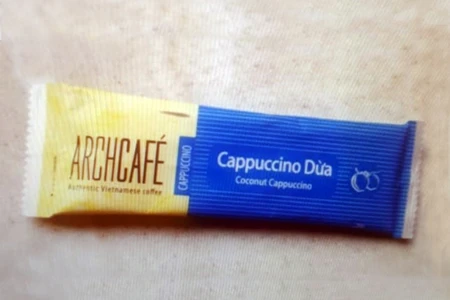 ARCHCAFÉ
Authentic Vietnamese coffee
CAPPUCCINO
Cappuccino Dừa
Coconut Cappuccino